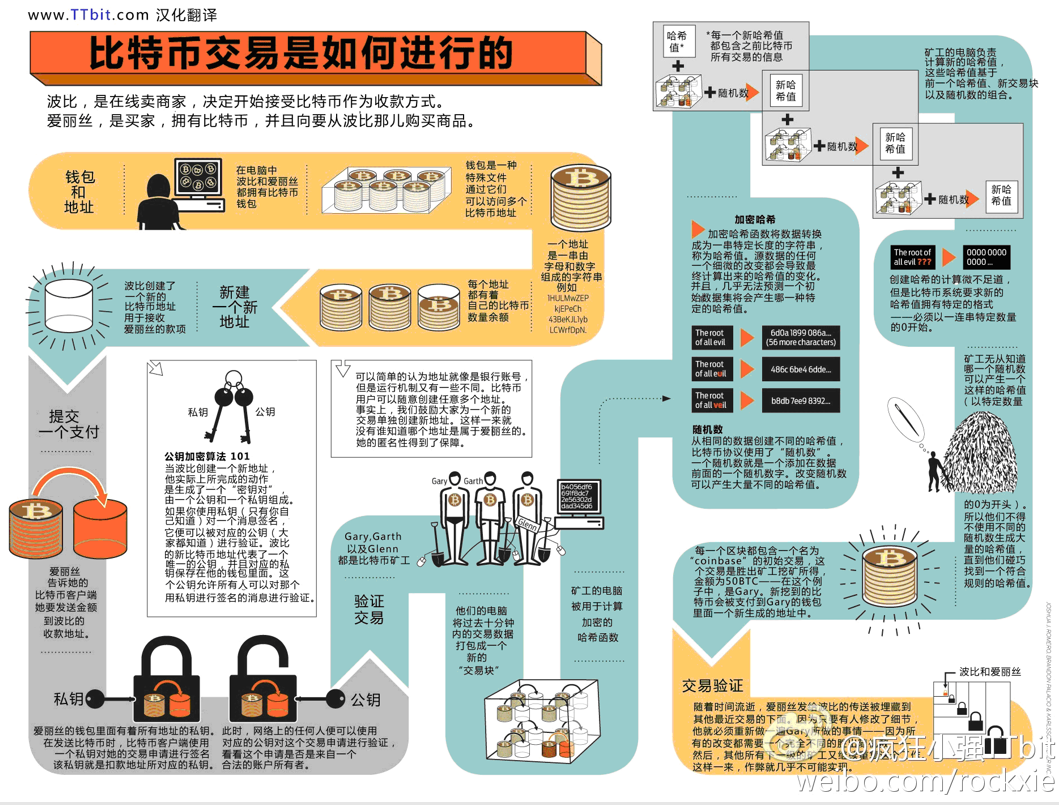 www.TTbit.com 汉化翻译
比特币交易是如何进行的
波比，是在线卖商家，决定开始接受比特币作为收款方式。
爱丽丝，是买家，拥有比特币，并且向要从波比那儿购买商品。
钱包
和
地址
在电脑中
波比和爱丽丝
都拥有比特币
钱包
钱包是一种
特殊文件
通过它们
可以访问多个
比特币地址
一个地址
是一串由
字母和数字
组成的字符串
例如
1HULMwZEP
kjEPeCh
43BeKJL1yb
LCWrfDpN.
每个地址
都有着
自己的比特币
数量余额
新建
一个新
地址
波比创建了
一个新的
比特币地址
用于接收
爱丽丝的款项
提交
一个支付
爱丽丝
告诉她的
比特币客户端
她要发送金额
到波比的
收款地址。
私钥
公钥
公钥加密算法 101
当波比创建一个新地址，
他实际上所完成的动作
是生成了一个“密钥对”，
由一个公钥和一个私钥组成。
如果你使用私钥（只有你自
己知道）对一个消息签名，
它便可以被对应的公钥（大
家都知道）进行验证。波比
的新比特币地址代表了一个
唯一的公钥，并且对应的私
钥保存在他的钱包里面。这
个公钥允许所有人可以对那个
用私钥进行签名的消息进行验证。
可以简单的认为地址就像是银行账号，
但是运行机制又有一些不同。比特币
用户可以随意创建任意多个地址。
事实上，我们鼓励大家为一个新的
交易单独创建新地址。这样一来就
没有谁知道哪个地址是属于爱丽丝的。
她的匿名性得到了保障。
私钥
公钥
爱丽丝的钱包里面有着所有地址的私钥。
在发送比特币时，比特币客户端使用
一个私钥对她的交易申请进行签名
该私钥就是扣款地址所对应的私钥。
此时，网络上的任何人便可以使用
对应的公钥对这个交易申请进行验证，
看看这个申请是否是来自一个
合法的账户所有者。
验证
交易
Gary,Garth
以及Glenn
都是比特币矿工
Gary
Garth
Glenn
b4056df6
691f8dc7
2e56302d
dad345d6
他们的电脑
将过去十分钟
内的交易数据
打包成一个
新的
“交易块”
矿工的电脑
被用于计算
加密的
哈希函数
加密哈希
加密哈希函数将数据转换
成为一串特定长度的字符串，
称为哈希值。源数据的任何
一个细微的改变都会导致最
终计算出来的哈希值的变化。
并且，几乎无法预测一个初
始数据集将会产生哪一种特
定的哈希值。
The root
of all evil
6d0a 1899 086a...
(56 more characters)
The root
of all euil
486c 6be4 6dde...
The root
of all veil
b8db 7ee9 8392...
随机数
从相同的数据创建不同的哈希值，
比特币协议使用了“随机数”。
一个随机数就是一个添加在数据
前面的一个随机数字。改变随机数
可以产生大量不同的哈希值。
哈希
值*
*每一个新哈希值
都包含之前比特币
所有交易的信息
+
+随机数
新哈
希值
+
+随机数
新哈
希值
+
+随机数
新哈
希值
矿工的电脑负责
计算新的哈希值，
这些哈希值基于
前一个哈希值、新交易块
以及随机数的组合。
The root of
all evil ???
0000 0000
0000...
创建哈希的计算微不足道，
但是比特币系统要求新的
哈希值拥有特定的格式
——必须以一连串特定数量
的0开始。
矿工无从知道
哪一个随机数
可以产生一个
这样的哈希值
（以特定数量
的0为开头）。
所以他们不得
不使用不同的
随机数生成大
量的哈希值，
直到他们碰巧
找到一个符合
规则的哈希值。
每一个区块都包含一个名为
“coinbase”的初始交易，这
个交易是胜出矿工挖矿所得，
金额为50BTC——在这个例
子中，是Gary。新挖到的比
特币会被支付到Gary的钱包
里面一个新生成的地址中。
交易验证
波比和爱丽丝
随着时间流逝，爱丽丝发给波比的传送被埋藏到
其他最近交易的下面。因为只要有人修改了细节，
他就必须重新做一遍Gary所做的事情——因为所
有的改变都需要一个完全不同的
然后，其他所有
这样一来，作弊就几乎不可能实现。
@疯狂小强TTbit
weibo.com/rockxie